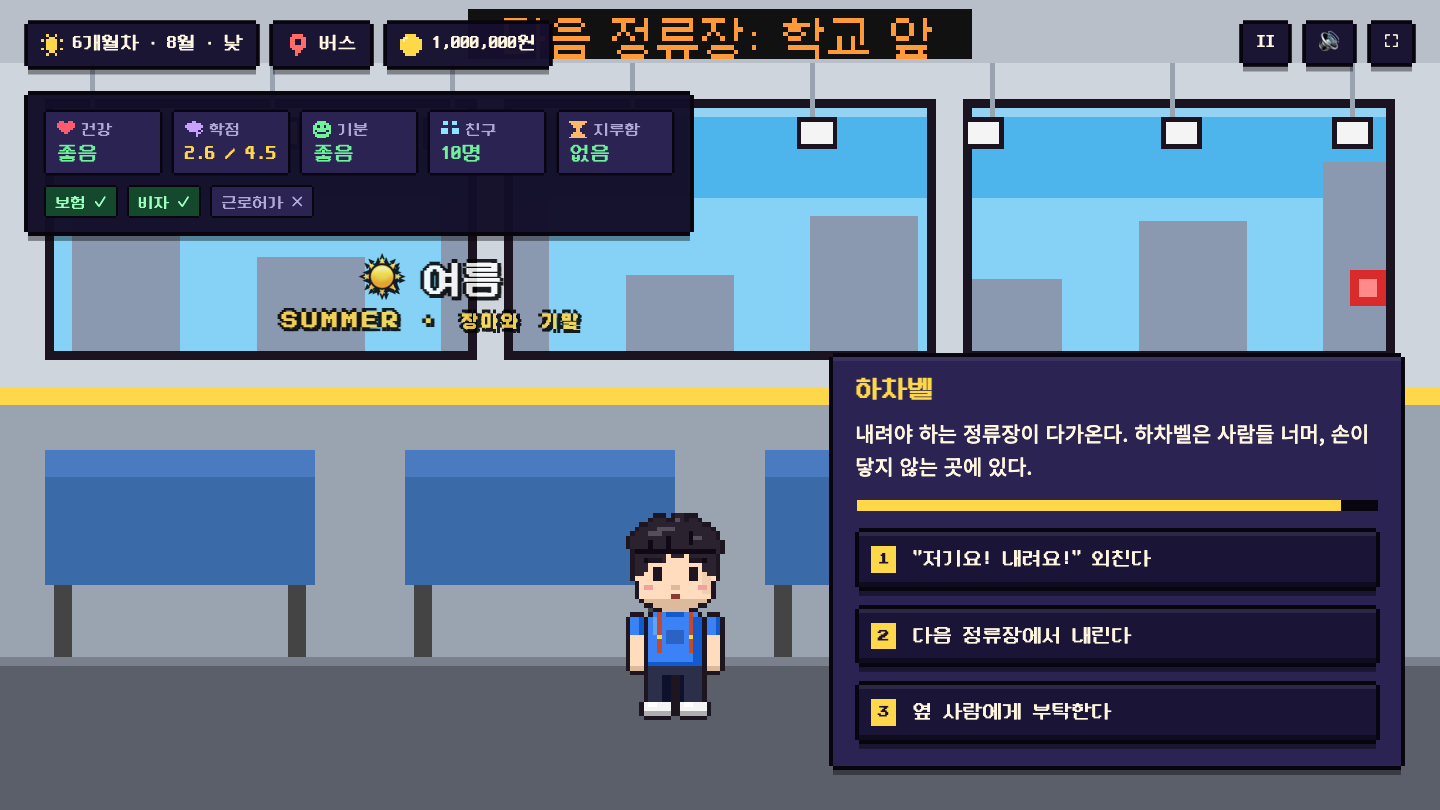 6개월차 · 8월 · 낮
버스
1,000,000원
음 정류장: 학교 앞
II
건강
좋음
학점
2.6 / 4.5
기분
좋음
친구
10명
지루함
없음
보험 ✓
비자 ✓
근로허가 ✕
여름
SUMMER · 장마와 기말
하차벨
내려야 하는 정류장이 다가온다. 하차벨은 사람들 너머, 손이
닿지 않는 곳에 있다.
1 "저기요! 내려요!" 외친다
2 다음 정류장에서 내린다
3 옆 사람에게 부탁한다